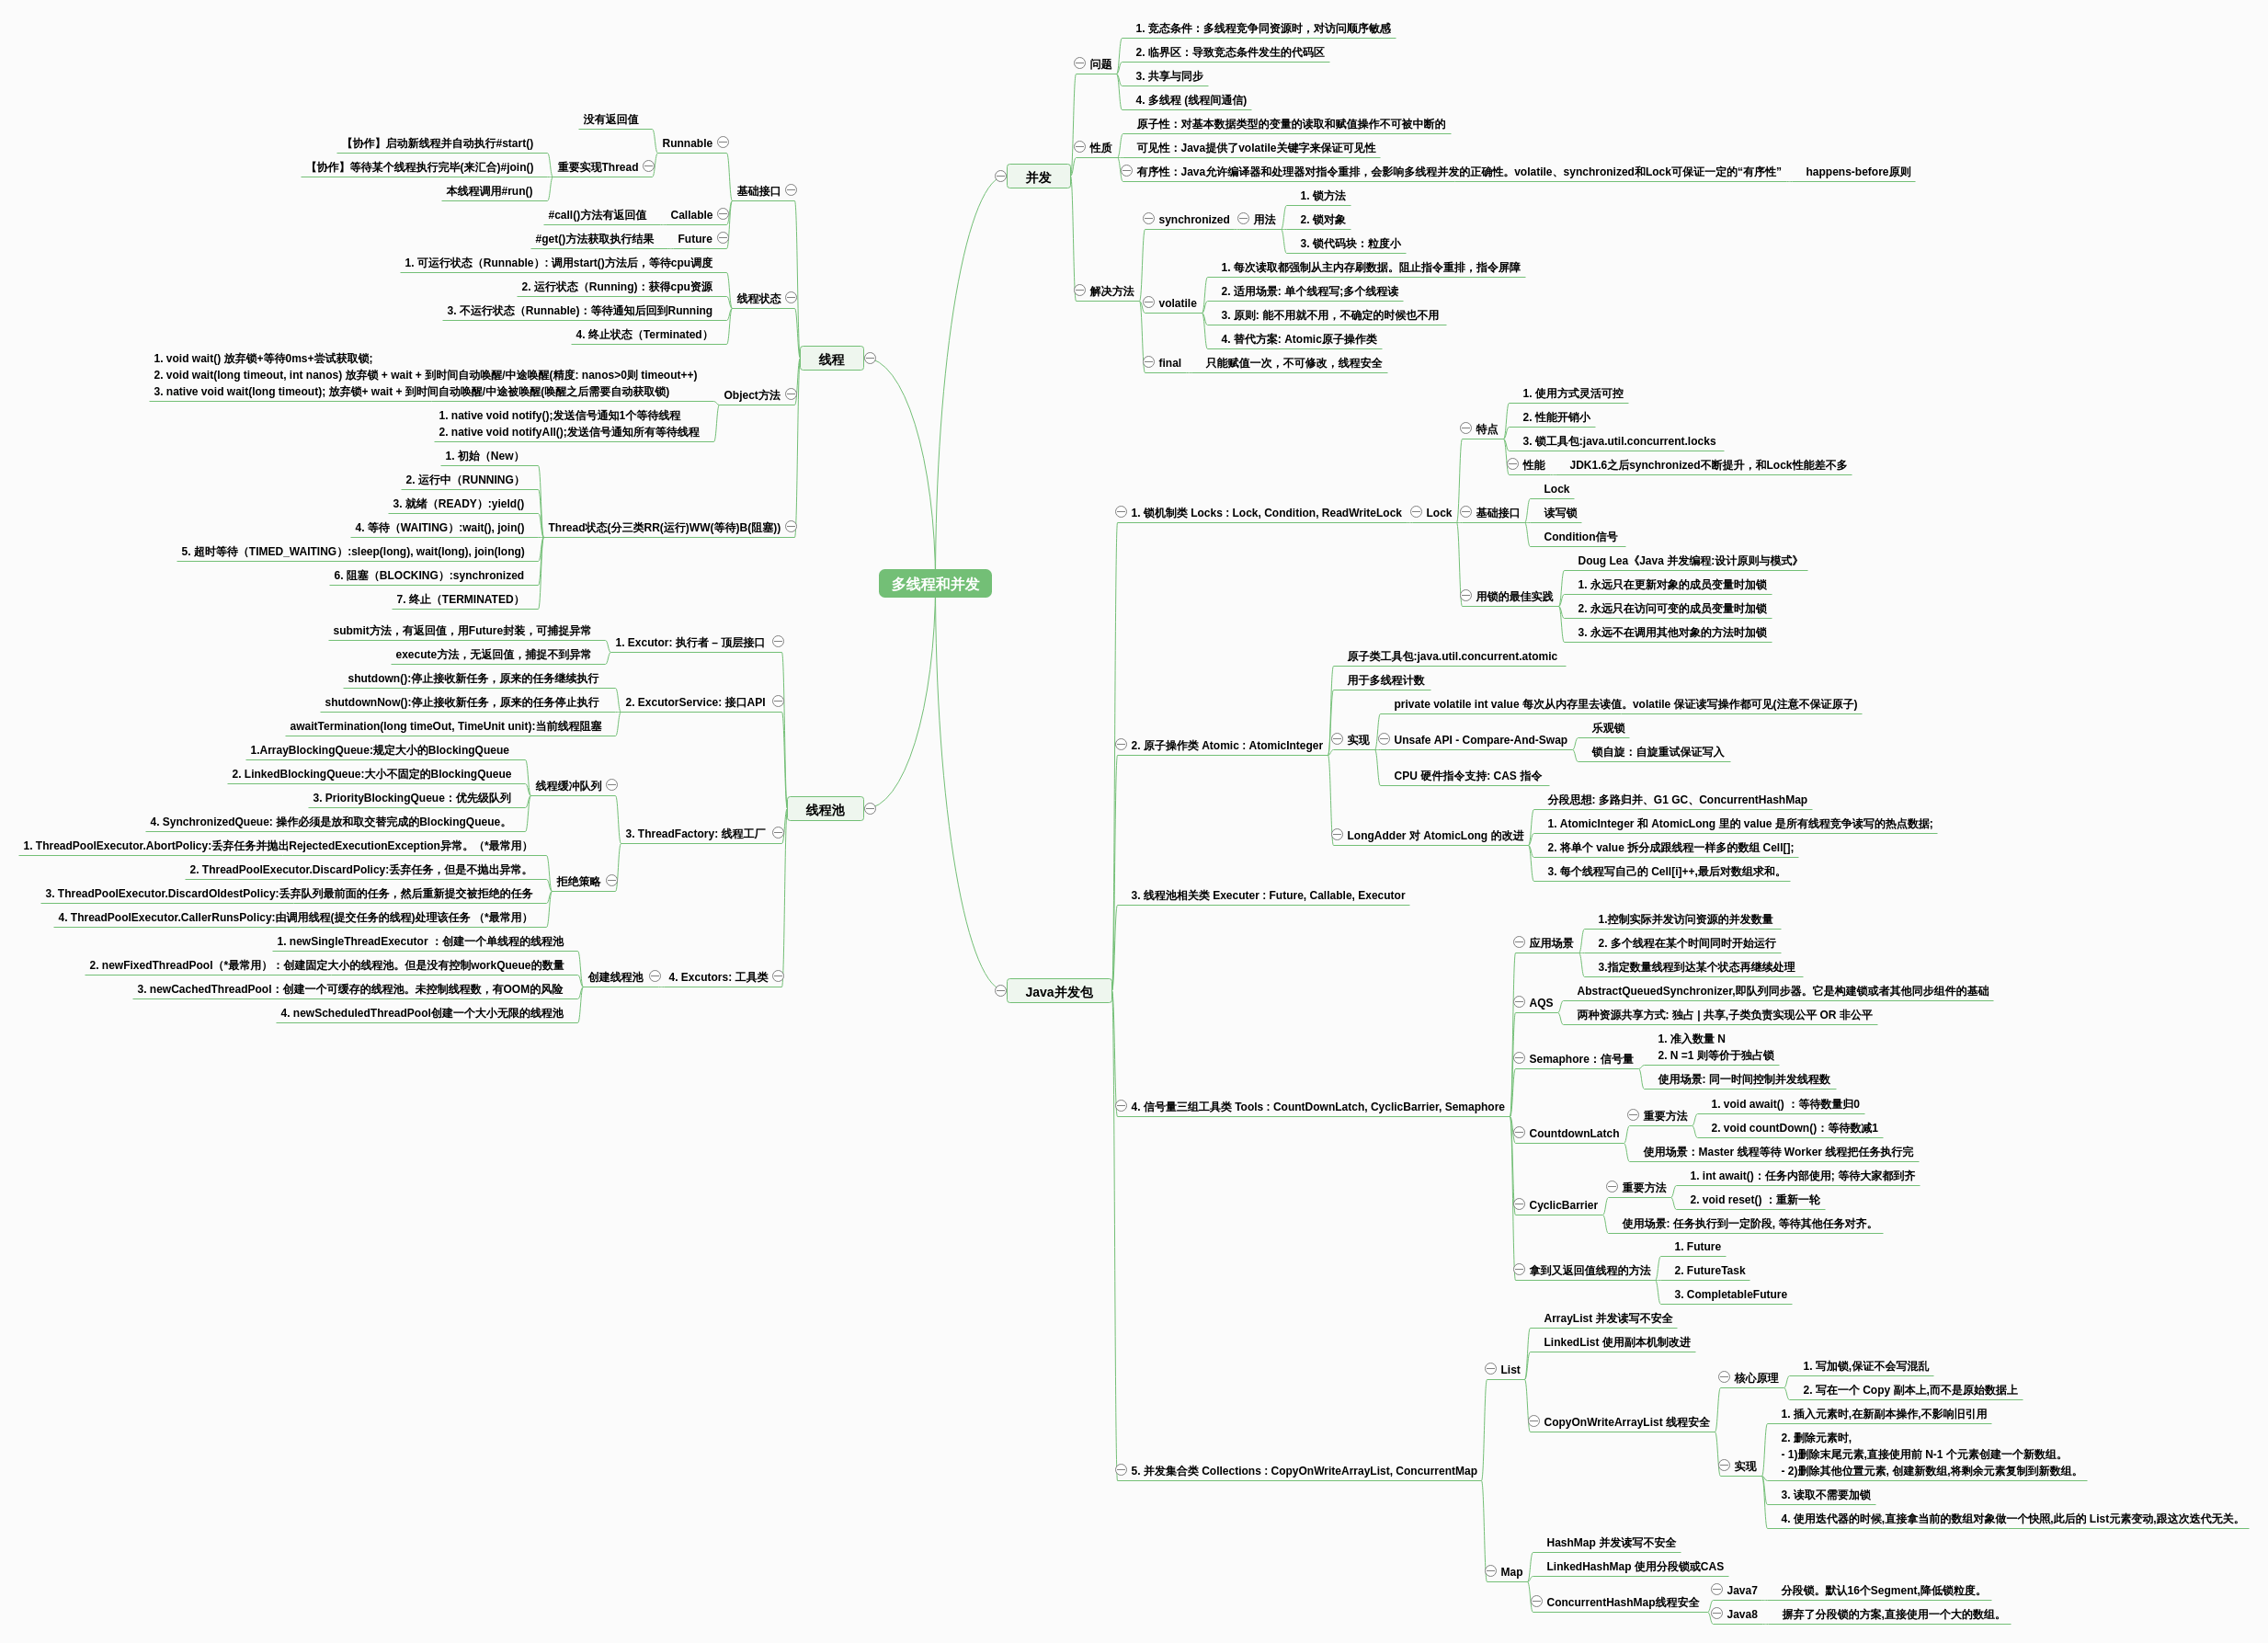 多线程和并发
并发
问题
1. 竞态条件：多线程竞争同资源时，对访问顺序敏感
2. 临界区：导致竞态条件发生的代码区
3. 共享与同步
4. 多线程 (线程间通信)
性质
原子性：对基本数据类型的变量的读取和赋值操作不可被中断的
可见性：Java提供了volatile关键字来保证可见性
有序性：Java允许编译器和处理器对指令重排，会影响多线程并发的正确性。volatile、synchronized和Lock可保证一定的“有序性”
happens-before原则
解决方法
synchronized
用法
1. 锁方法
2. 锁对象
3. 锁代码块：粒度小
volatile
1. 每次读取都强制从主内存刷数据。阻止指令重排，指令屏障
2. 适用场景: 单个线程写;多个线程读
3. 原则: 能不用就不用，不确定的时候也不用
4. 替代方案: Atomic原子操作类
final
只能赋值一次，不可修改，线程安全
线程
基础接口
Runnable
没有返回值
重要实现Thread
【协作】启动新线程并自动执行#start()
【协作】等待某个线程执行完毕(来汇合)#join()
本线程调用#run()
Callable
#call()方法有返回值
Future
#get()方法获取执行结果
线程状态
1. 可运行状态（Runnable）: 调用start()方法后，等待cpu调度
2. 运行状态（Running)：获得cpu资源
3. 不运行状态（Runnable)：等待通知后回到Running
4. 终止状态（Terminated）
Object方法
1. void wait() 放弃锁+等待0ms+尝试获取锁;
2. void wait(long timeout, int nanos) 放弃锁 + wait + 到时间自动唤醒/中途唤醒(精度: nanos>0则 timeout++)
3. native void wait(long timeout); 放弃锁+ wait + 到时间自动唤醒/中途被唤醒(唤醒之后需要自动获取锁)
1. native void notify();发送信号通知1个等待线程
2. native void notifyAll();发送信号通知所有等待线程
Thread状态(分三类RR(运行)WW(等待)B(阻塞))
1. 初始（New）
2. 运行中（RUNNING）
3. 就绪（READY）:yield()
4. 等待（WAITING）:wait(), join()
5. 超时等待（TIMED_WAITING）:sleep(long), wait(long), join(long)
6. 阻塞（BLOCKING）:synchronized
7. 终止（TERMINATED）
线程池
1. Excutor: 执行者 – 顶层接口
submit方法，有返回值，用Future封装，可捕捉异常
execute方法，无返回值，捕捉不到异常
2. ExcutorService: 接口API
shutdown():停止接收新任务，原来的任务继续执行
shutdownNow():停止接收新任务，原来的任务停止执行
awaitTermination(long timeOut, TimeUnit unit):当前线程阻塞
3. ThreadFactory: 线程工厂
线程缓冲队列
1.ArrayBlockingQueue:规定大小的BlockingQueue
2. LinkedBlockingQueue:大小不固定的BlockingQueue
3. PriorityBlockingQueue：优先级队列
4. SynchronizedQueue: 操作必须是放和取交替完成的BlockingQueue。
拒绝策略
1. ThreadPoolExecutor.AbortPolicy:丢弃任务并抛出RejectedExecutionException异常。（*最常用）
2. ThreadPoolExecutor.DiscardPolicy:丢弃任务，但是不抛出异常。
3. ThreadPoolExecutor.DiscardOldestPolicy:丢弃队列最前面的任务，然后重新提交被拒绝的任务
4. ThreadPoolExecutor.CallerRunsPolicy:由调用线程(提交任务的线程)处理该任务 （*最常用）
4. Excutors: 工具类
创建线程池
1. newSingleThreadExecutor ：创建一个单线程的线程池
2. newFixedThreadPool（*最常用）：创建固定大小的线程池。但是没有控制workQueue的数量
3. newCachedThreadPool：创建一个可缓存的线程池。未控制线程数，有OOM的风险
4. newScheduledThreadPool创建一个大小无限的线程池
Java并发包
1. 锁机制类 Locks : Lock, Condition, ReadWriteLock
Lock
特点
1. 使用方式灵活可控
2. 性能开销小
3. 锁工具包:java.util.concurrent.locks
性能
JDK1.6之后synchronized不断提升，和Lock性能差不多
基础接口
Lock
读写锁
Condition信号
用锁的最佳实践
Doug Lea《Java 并发编程:设计原则与模式》
1. 永远只在更新对象的成员变量时加锁
2. 永远只在访问可变的成员变量时加锁
3. 永远不在调用其他对象的方法时加锁
2. 原子操作类 Atomic : AtomicInteger
原子类工具包:java.util.concurrent.atomic
用于多线程计数
实现
private volatile int value 每次从内存里去读值。volatile 保证读写操作都可见(注意不保证原子)
Unsafe API - Compare-And-Swap
乐观锁
锁自旋：自旋重试保证写入
CPU 硬件指令支持: CAS 指令
LongAdder 对 AtomicLong 的改进
分段思想: 多路归并、G1 GC、ConcurrentHashMap
1. AtomicInteger 和 AtomicLong 里的 value 是所有线程竞争读写的热点数据;
2. 将单个 value 拆分成跟线程一样多的数组 Cell[];
3. 每个线程写自己的 Cell[i]++,最后对数组求和。
3. 线程池相关类 Executer : Future, Callable, Executor
4. 信号量三组工具类 Tools : CountDownLatch, CyclicBarrier, Semaphore
应用场景
1.控制实际并发访问资源的并发数量
2. 多个线程在某个时间同时开始运行
3.指定数量线程到达某个状态再继续处理
AQS
AbstractQueuedSynchronizer,即队列同步器。它是构建锁或者其他同步组件的基础
两种资源共享方式: 独占 | 共享,子类负责实现公平 OR 非公平
Semaphore：信号量
1. 准入数量 N
2. N =1 则等价于独占锁
使用场景: 同一时间控制并发线程数
CountdownLatch
重要方法
1. void await() ：等待数量归0
2. void countDown()：等待数减1
使用场景：Master 线程等待 Worker 线程把任务执行完
CyclicBarrier
重要方法
1. int await()：任务内部使用; 等待大家都到齐
2. void reset() ：重新一轮
使用场景: 任务执行到一定阶段, 等待其他任务对齐。
拿到又返回值线程的方法
1. Future
2. FutureTask
3. CompletableFuture
5. 并发集合类 Collections : CopyOnWriteArrayList, ConcurrentMap
List
ArrayList 并发读写不安全
LinkedList 使用副本机制改进
CopyOnWriteArrayList 线程安全
核心原理
1. 写加锁,保证不会写混乱
2. 写在一个 Copy 副本上,而不是原始数据上
实现
1. 插入元素时,在新副本操作,不影响旧引用
2. 删除元素时,
- 1)删除末尾元素,直接使用前 N-1 个元素创建一个新数组。
- 2)删除其他位置元素, 创建新数组,将剩余元素复制到新数组。
3. 读取不需要加锁
4. 使用迭代器的时候,直接拿当前的数组对象做一个快照,此后的 List元素变动,跟这次迭代无关。
Map
HashMap 并发读写不安全
LinkedHashMap 使用分段锁或CAS
ConcurrentHashMap线程安全
Java7
分段锁。默认16个Segment,降低锁粒度。
Java8
摒弃了分段锁的方案,直接使用一个大的数组。